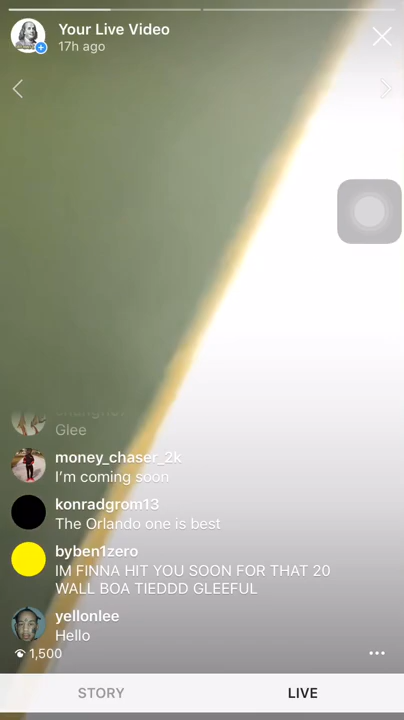 Your Live Video
17h ago
Glee
money_chaser_2k
I'm coming soon
konradgrom13
The Orlando one is best
byben1zero
IM FINNA HIT YOU SOON FOR THAT 20
WALL BOA TIEDDD GLEEFUL
yellonlee
Hello
1,500
STORY
LIVE